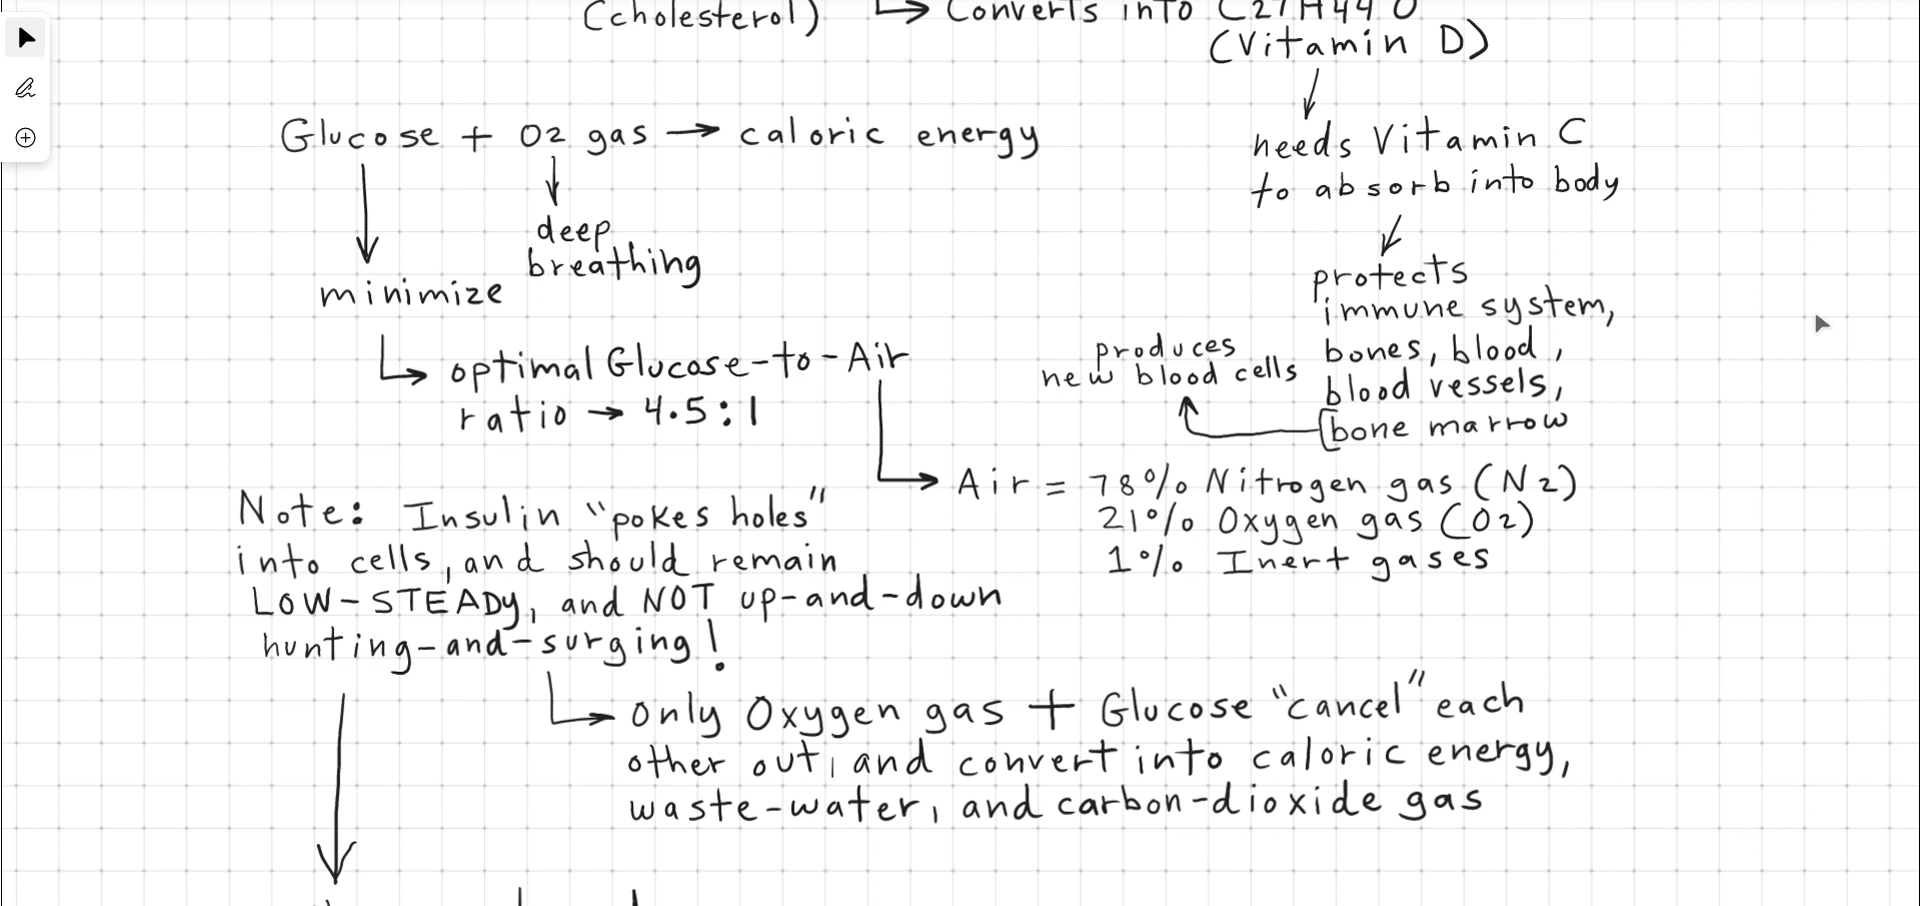 (cholesterol) ↳ Converts into C27H44O
(Vitamin D)
Glucose + O2 gas → caloric energy
needs Vitamin C
to absorb into body
deep
breathing
minimize
protects
immune system,
bones, blood,
blood vessels,
[bone marrow
produces
new blood cells
↳ optimal Glucose-to-Air
ratio → 4.5:1
Air = 78% Nitrogen gas (N2)
21% Oxygen gas (O2)
1% Inert gases
Note: Insulin "pokes holes"
into cells, and should remain
LOW-STEADY, and NOT up-and-down
hunting-and-surging!
↳ only Oxygen gas + Glucose "cancel" each
other out, and convert into caloric energy,
waste-water, and carbon-dioxide gas